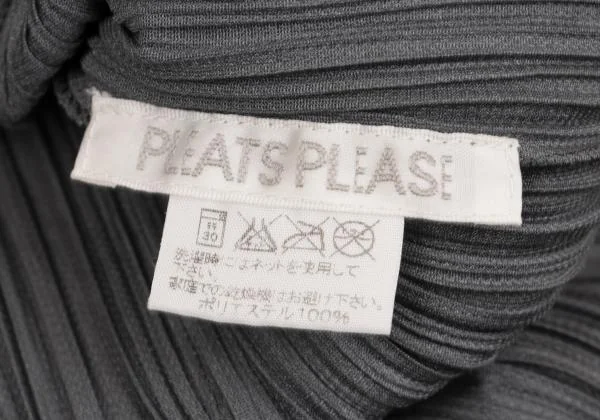 PLEATS PLEASE
弱
30
洗濯時にはネットを使用して
ださい。
家庭での乾燥機はお避け下さい。
ポリエステル100%